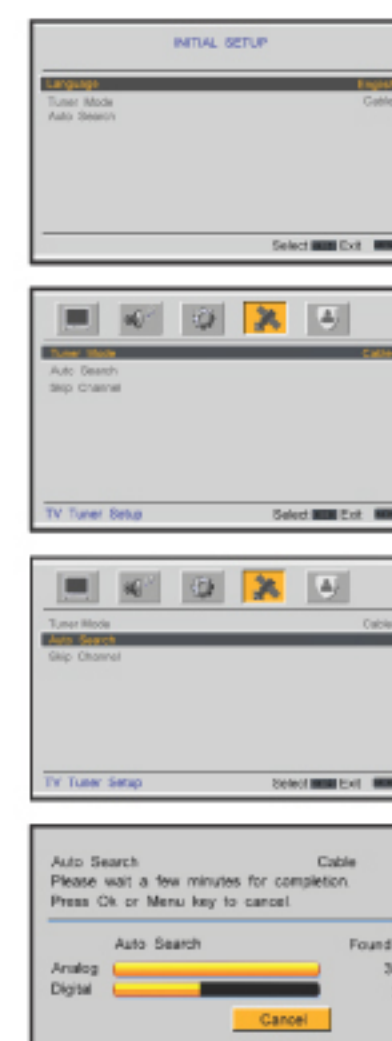 INITIAL SETUP
Language English
Tuner Mode Cable
Auto Search
Select Exit
Tuner Mode Cable
Auto Search
Skip Channel
TV Tuner Setup Select Exit
Tuner Mode Cable
Auto Search
Skip Channel
TV Tuner Setup Select Exit
Auto Search Cable
Please wait a few minutes for completion.
Press Ok or Menu key to cancel.
Auto Search Found
Analog 3
Digital
Cancel